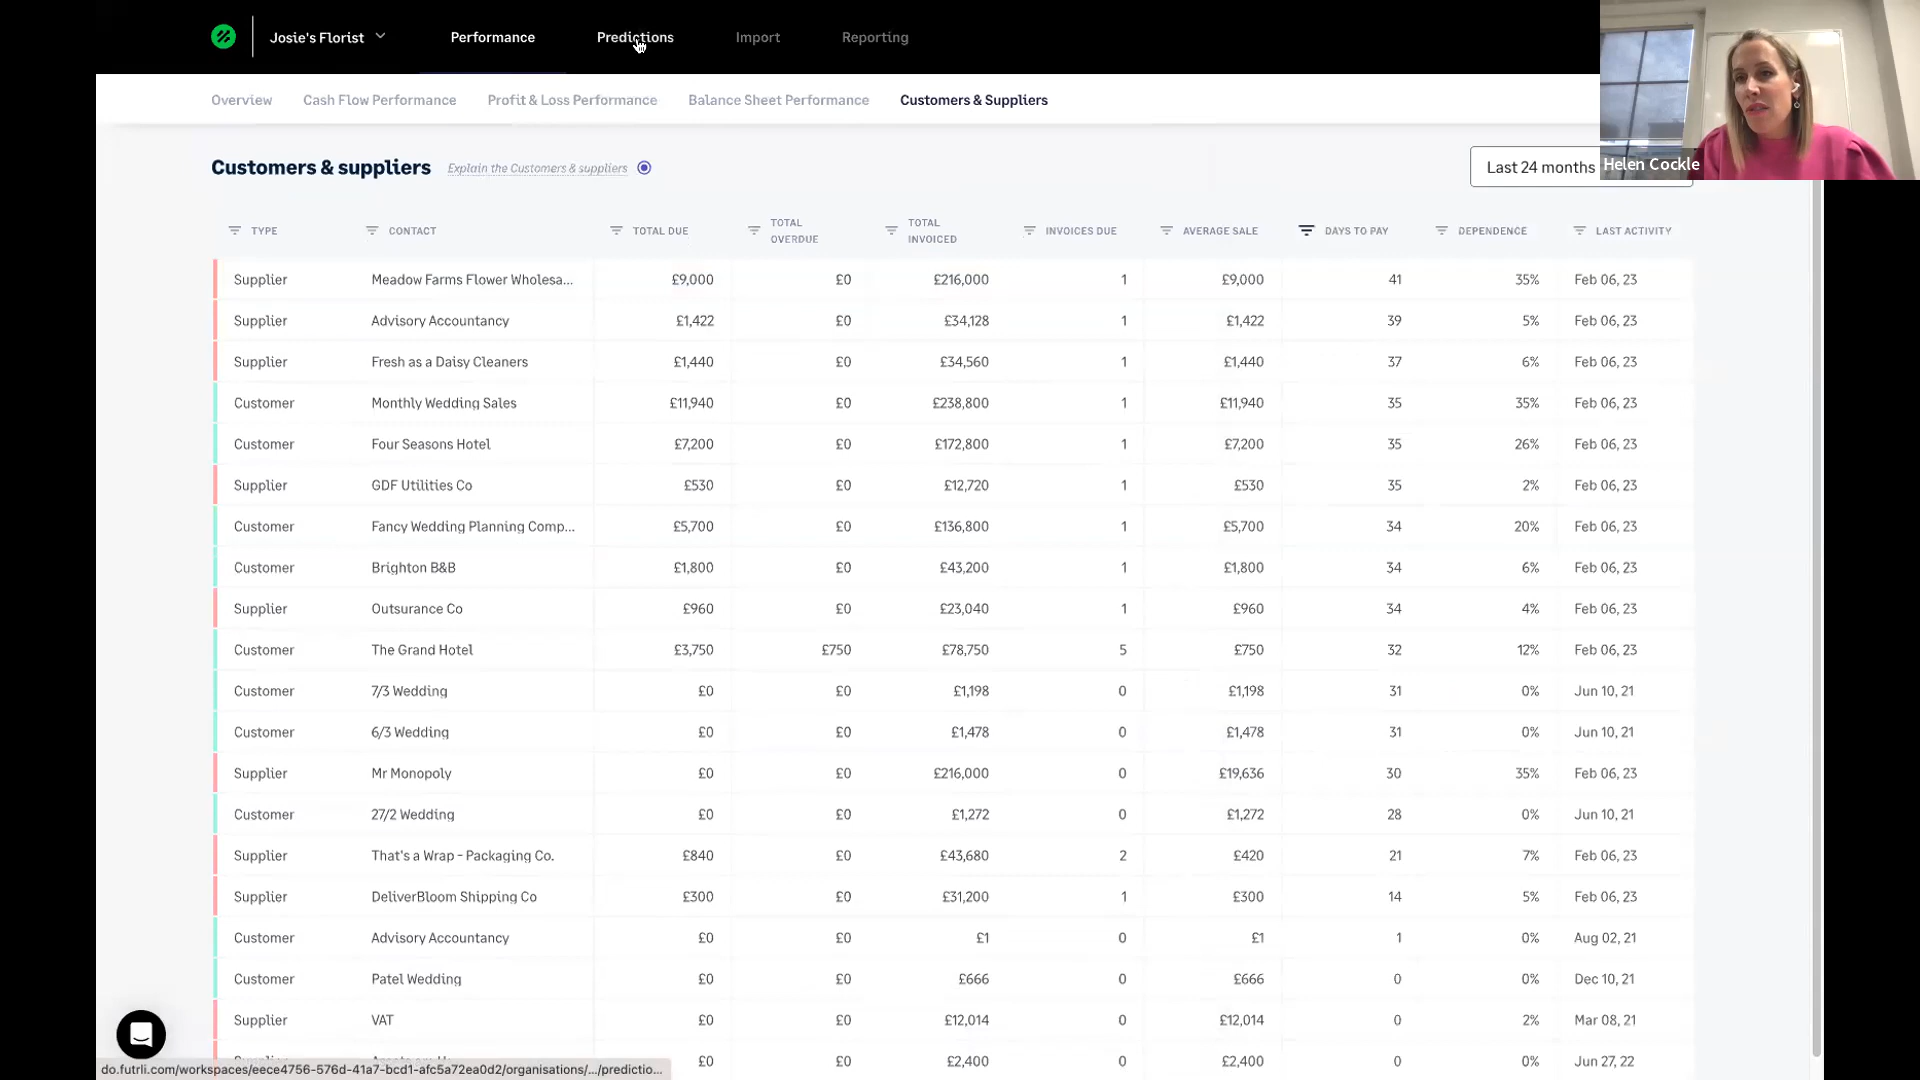 Josie's Florist Performance Predictions Import Reporting
Overview Cash Flow Performance Profit & Loss Performance Balance Sheet Performance Customers & Suppliers
Customers & suppliers Explain the Customers & suppliers Last 24 months Helen Cockle
TYPE CONTACT TOTAL DUE TOTAL OVERDUE TOTAL INVOICED INVOICES DUE AVERAGE SALE DAYS TO PAY DEPENDENCE LAST ACTIVITY
Supplier Meadow Farms Flower Wholesa... £9,000 £0 £216,000 1 £9,000 41 35% Feb 06, 23
Supplier Advisory Accountancy £1,422 £0 £34,128 1 £1,422 39 5% Feb 06, 23
Supplier Fresh as a Daisy Cleaners £1,440 £0 £34,560 1 £1,440 37 6% Feb 06, 23
Customer Monthly Wedding Sales £11,940 £0 £238,800 1 £11,940 35 35% Feb 06, 23
Customer Four Seasons Hotel £7,200 £0 £172,800 1 £7,200 35 26% Feb 06, 23
Supplier GDF Utilities Co £530 £0 £12,720 1 £530 35 2% Feb 06, 23
Customer Fancy Wedding Planning Comp... £5,700 £0 £136,800 1 £5,700 34 20% Feb 06, 23
Customer Brighton B&B £1,800 £0 £43,200 1 £1,800 34 6% Feb 06, 23
Supplier Outsurance Co £960 £0 £23,040 1 £960 34 4% Feb 06, 23
Customer The Grand Hotel £3,750 £750 £78,750 5 £750 32 12% Feb 06, 23
Customer 7/3 Wedding £0 £0 £1,198 0 £1,198 31 0% Jun 10, 21
Customer 6/3 Wedding £0 £0 £1,478 0 £1,478 31 0% Jun 10, 21
Supplier Mr Monopoly £0 £0 £216,000 0 £19,636 30 35% Feb 06, 23
Customer 27/2 Wedding £0 £0 £1,272 0 £1,272 28 0% Jun 10, 21
Supplier That's a Wrap - Packaging Co. £840 £0 £43,680 2 £420 21 7% Feb 06, 23
Supplier DeliverBloom Shipping Co £300 £0 £31,200 1 £300 14 5% Feb 06, 23
Customer Advisory Accountancy £0 £0 £1 0 £1 1 0% Aug 02, 21
Customer Patel Wedding £0 £0 £666 0 £666 0 0% Dec 10, 21
Supplier VAT £0 £0 £12,014 0 £12,014 0 2% Mar 08, 21
£0 £0 £2,400 0 £2,400 0 0% Jun 27, 22
do.futrli.com/workspaces/eece4756-576d-41a7-bcd1-afc5a72ea0d2/organisations/.../predictio...